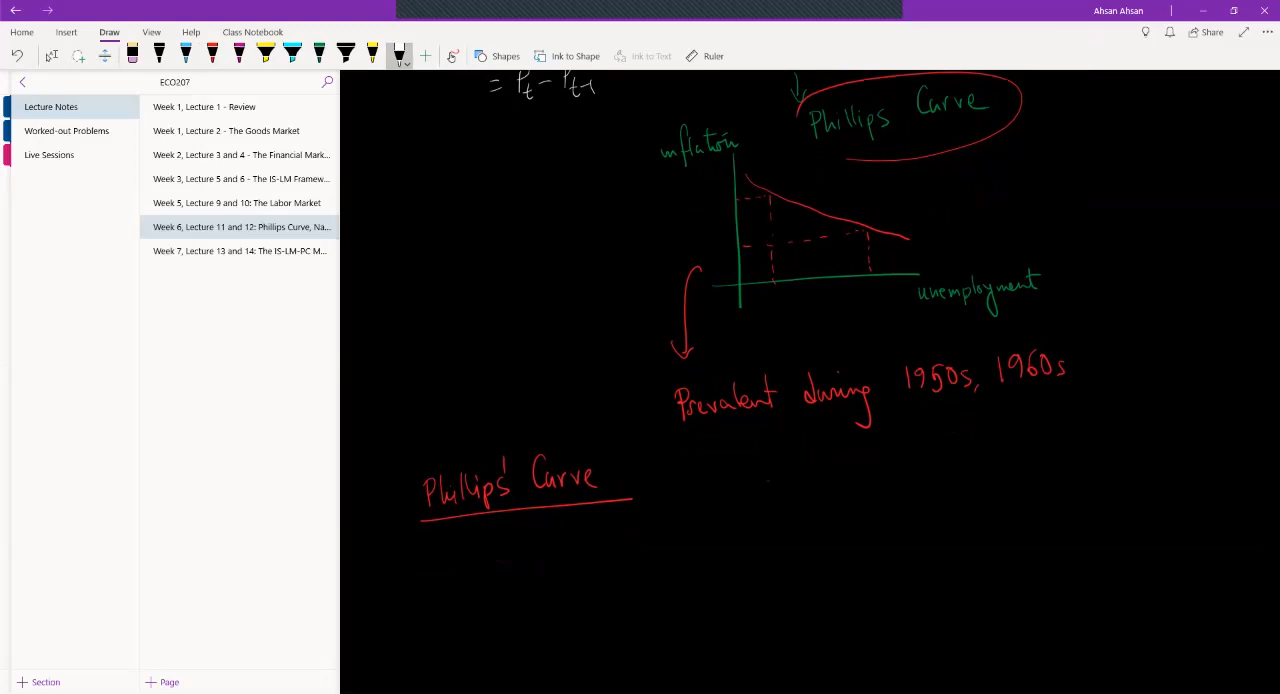 Ahsan Ahsan
Home
Insert
Draw
View
Help
Class Notebook
Share
Shapes
Ink to Shape
Ink to Text
Ruler
ECO207
Lecture Notes
Worked-out Problems
Live Sessions
Week 1, Lecture 1 - Review
Week 1, Lecture 2 - The Goods Market
Week 2, Lecture 3 and 4 - The Financial Mark...
Week 3, Lecture 5 and 6 - The IS-LM Framew...
Week 5, Lecture 9 and 10: The Labor Market
Week 6, Lecture 11 and 12: Phillips Curve, Na...
Week 7, Lecture 13 and 14: The IS-LM-PC M...
Section
Page
= Pt - Pt-1
Phillips Curve
inflation
unemployment
Prevalent during 1950s, 1960s
Phillips' Curve